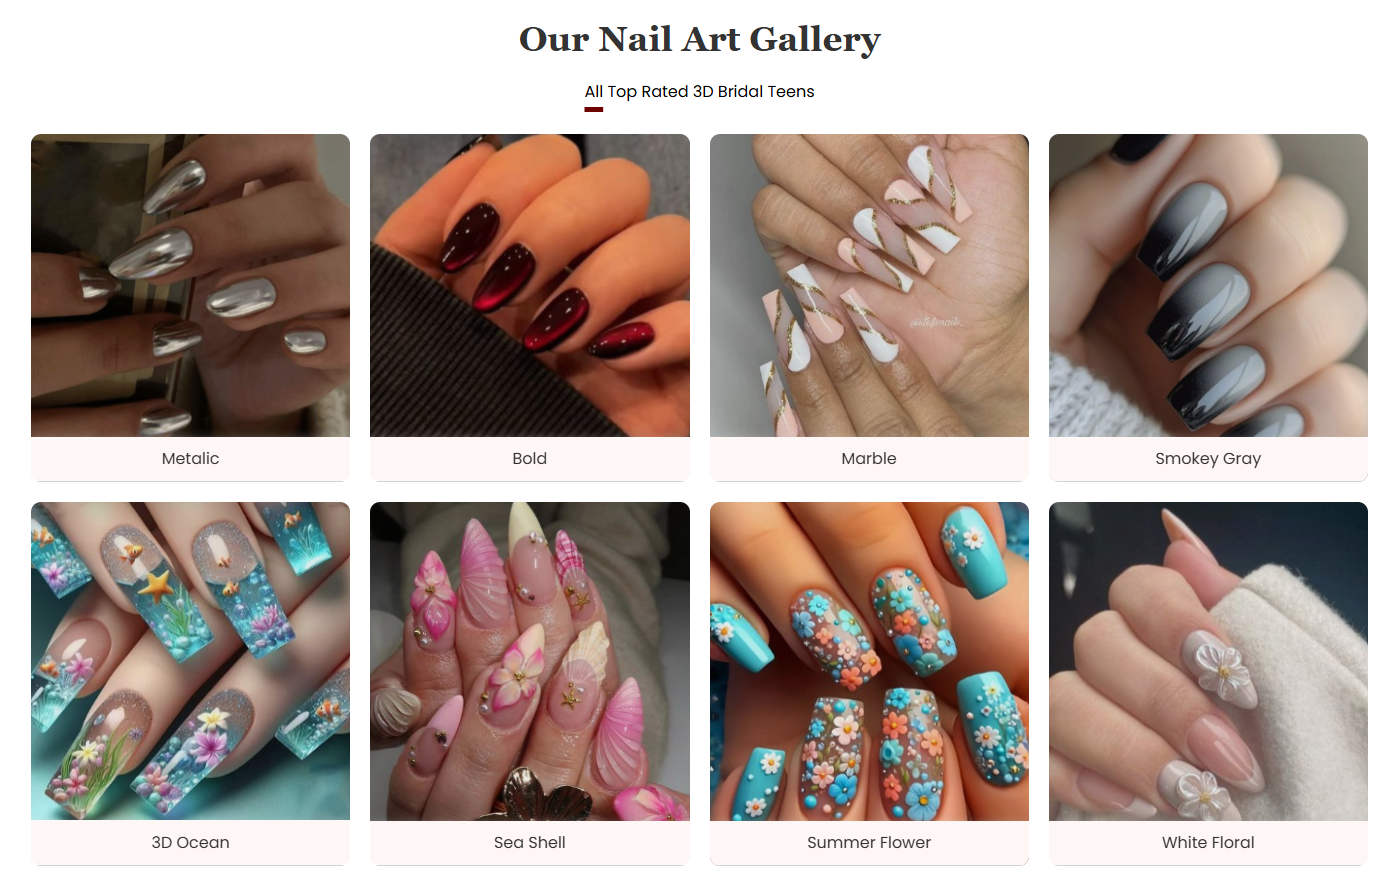 Our Nail Art Gallery
All Top Rated 3D Bridal Teens
Metalic
Bold
Marble
Smokey Gray
3D Ocean
Sea Shell
Summer Flower
White Floral